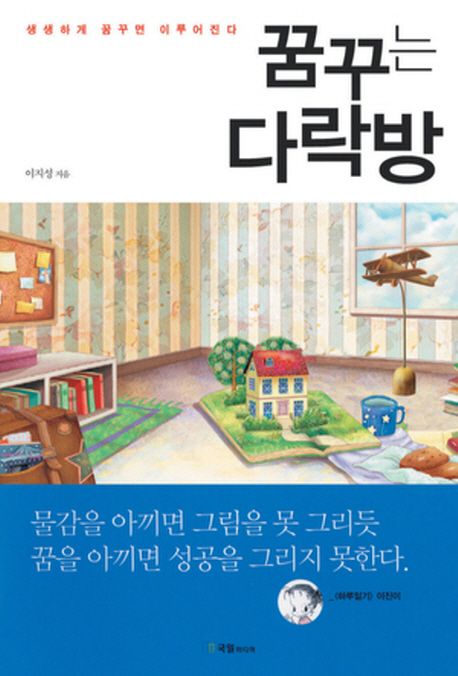 생생하게 꿈꾸면 이루어진다
꿈꾸는
다락방
이지성 지음
물감을 아끼면 그림을 못 그리듯
꿈을 아끼면 성공을 그리지 못한다.
_〈하루일기〉 이진이
국일미디어